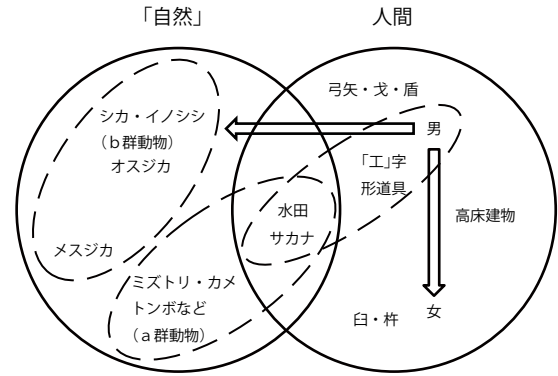 「自然」
人間
弓矢・戈・盾
シカ・イノシシ
（ｂ群動物）
オスジカ
男
「工」字
形道具
水田
サカナ
高床建物
メスジカ
ミズトリ・カメ
トンボなど
（ａ群動物）
臼・杵
女